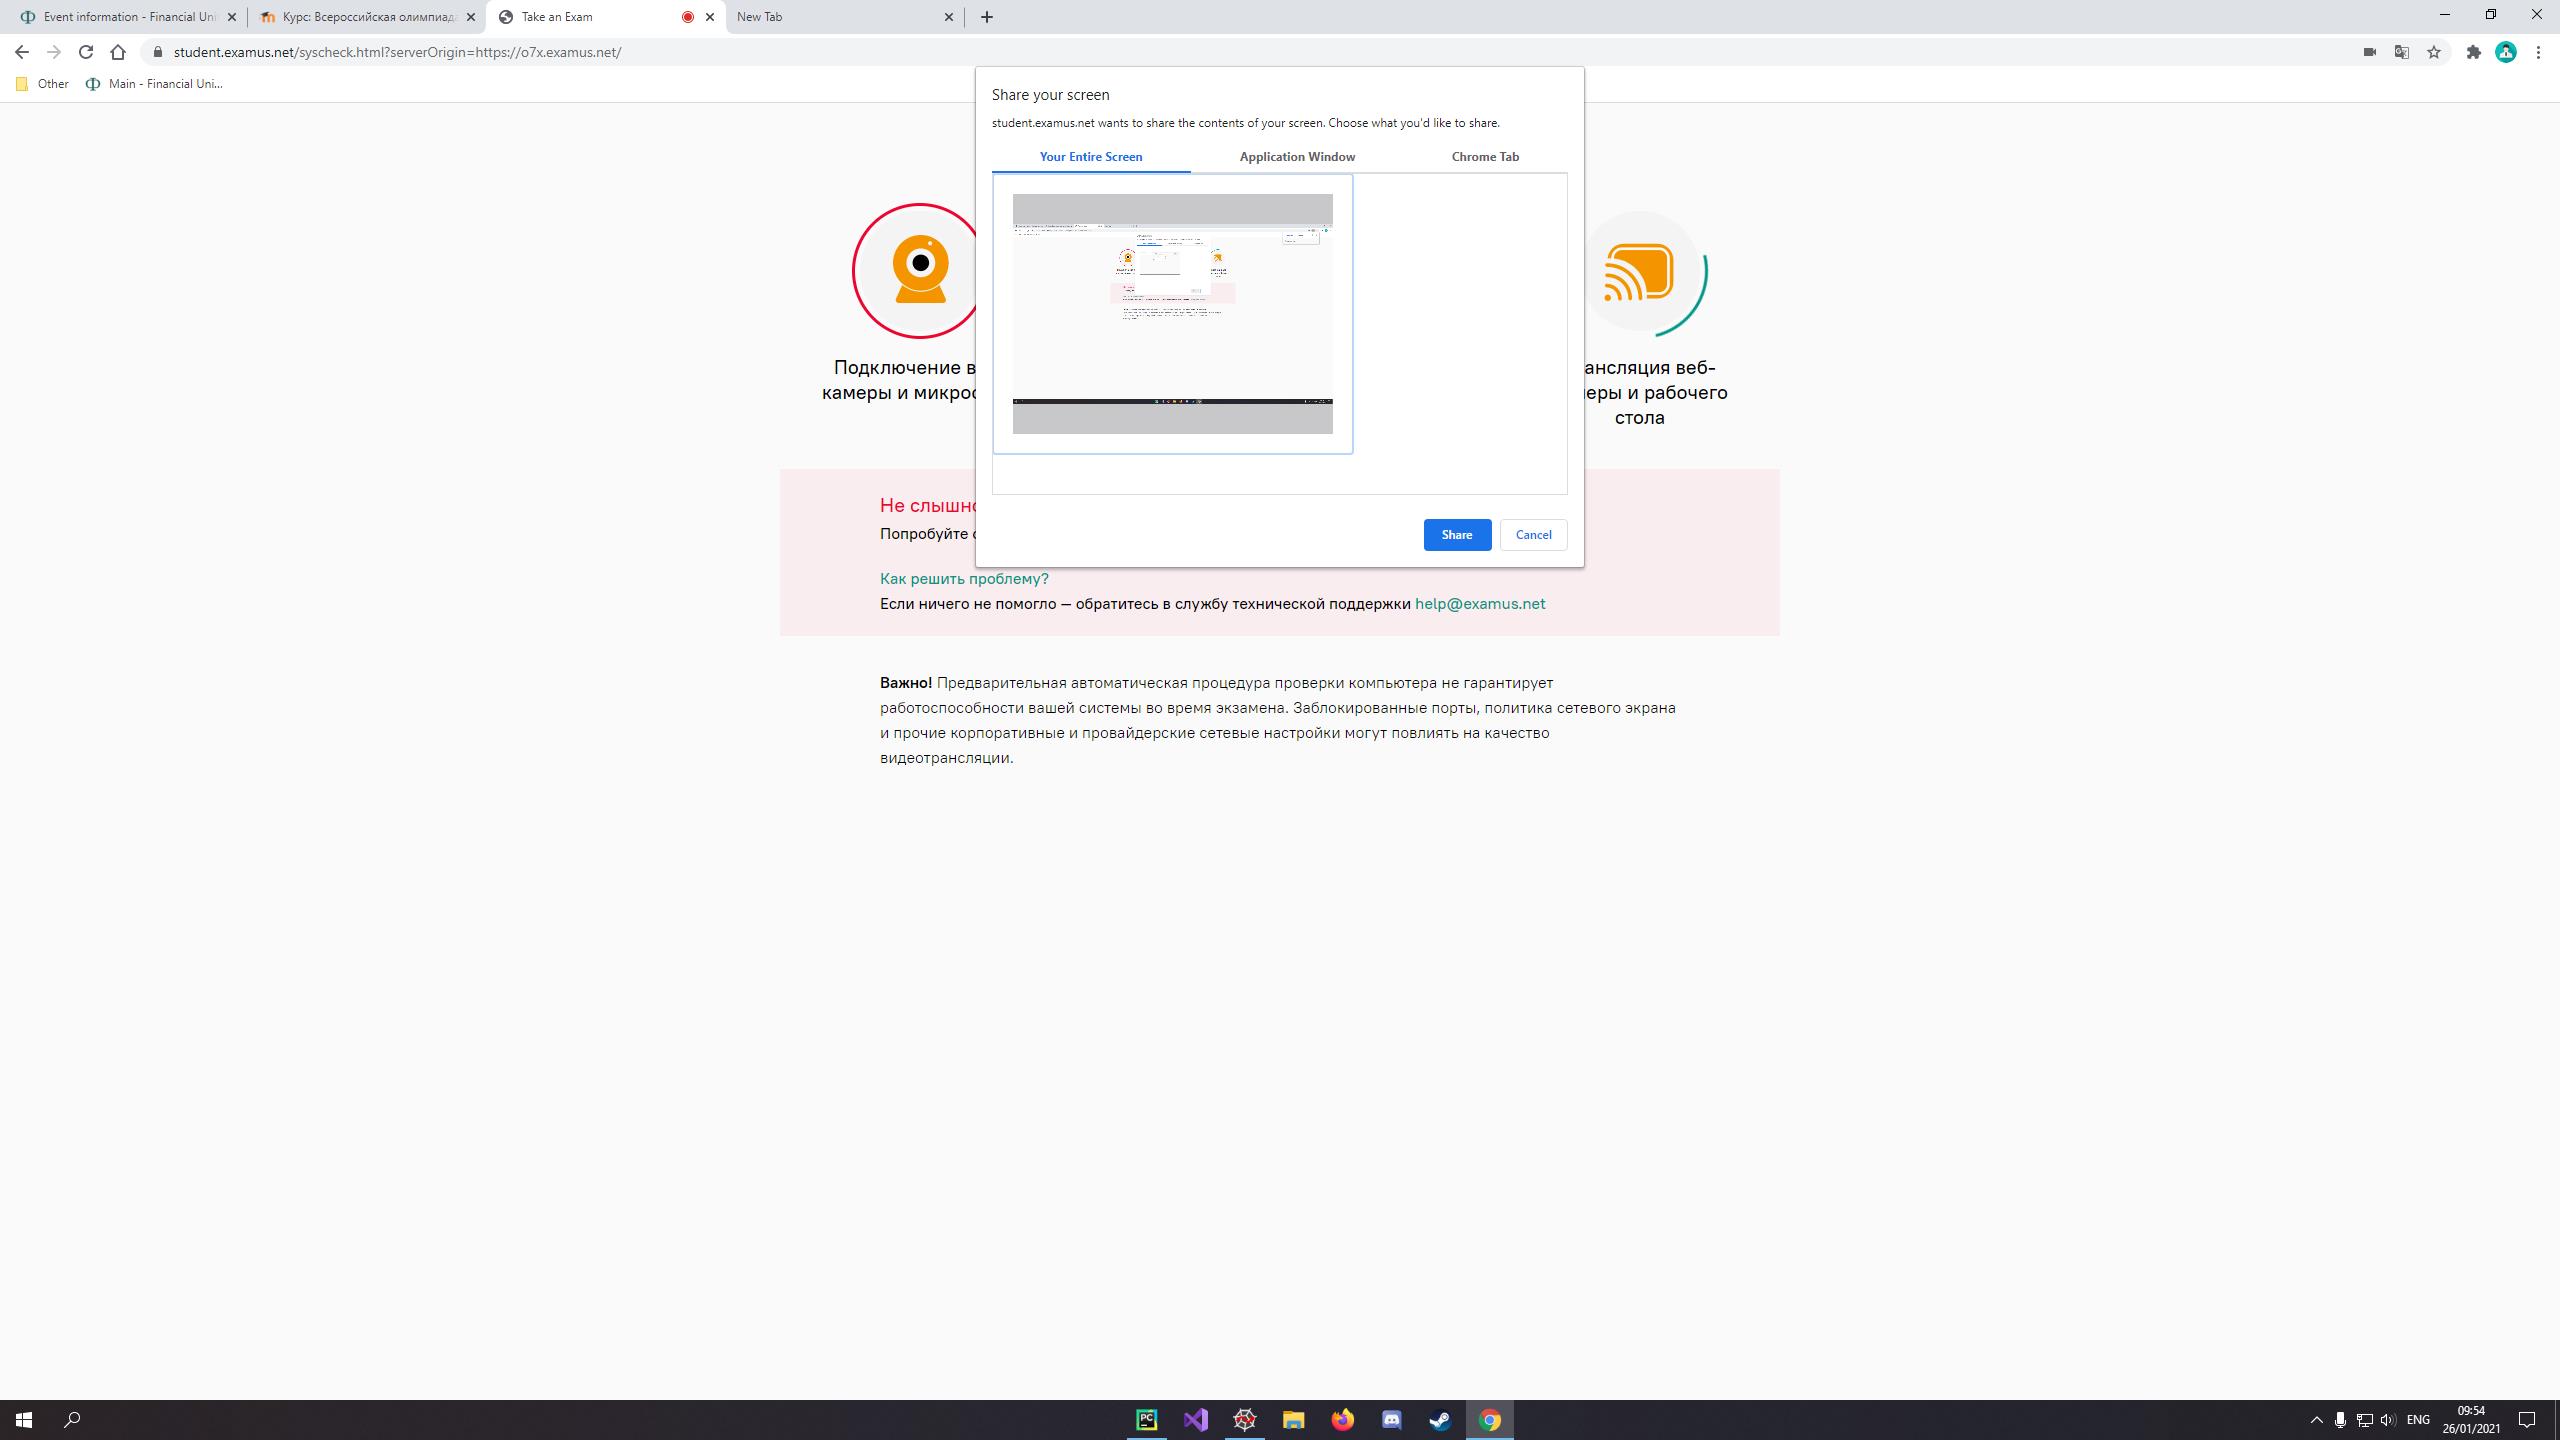 Event information - Financial Uni
Курс: Всероссийская олимпиада
Take an Exam
New Tab
student.examus.net/syscheck.html?serverOrigin=https://o7x.examus.net/
Other
Main - Financial Uni...
Share your screen
student.examus.net wants to share the contents of your screen. Choose what you'd like to share.
Your Entire Screen
Application Window
Chrome Tab
Share
Cancel
Подключение в
камеры и микро
ансляция веб-
еры и рабочего
стола
Не слышно
Попробуйте
Как решить проблему?
Если ничего не помогло — обратитесь в службу технической поддержки help@examus.net
Важно! Предварительная автоматическая процедура проверки компьютера не гарантирует
работоспособности вашей системы во время экзамена. Заблокированные порты, политика сетевого экрана
и прочие корпоративные и провайдерские сетевые настройки могут повлиять на качество
видеотрансляции.
PC
ENG
09:54
26/01/2021